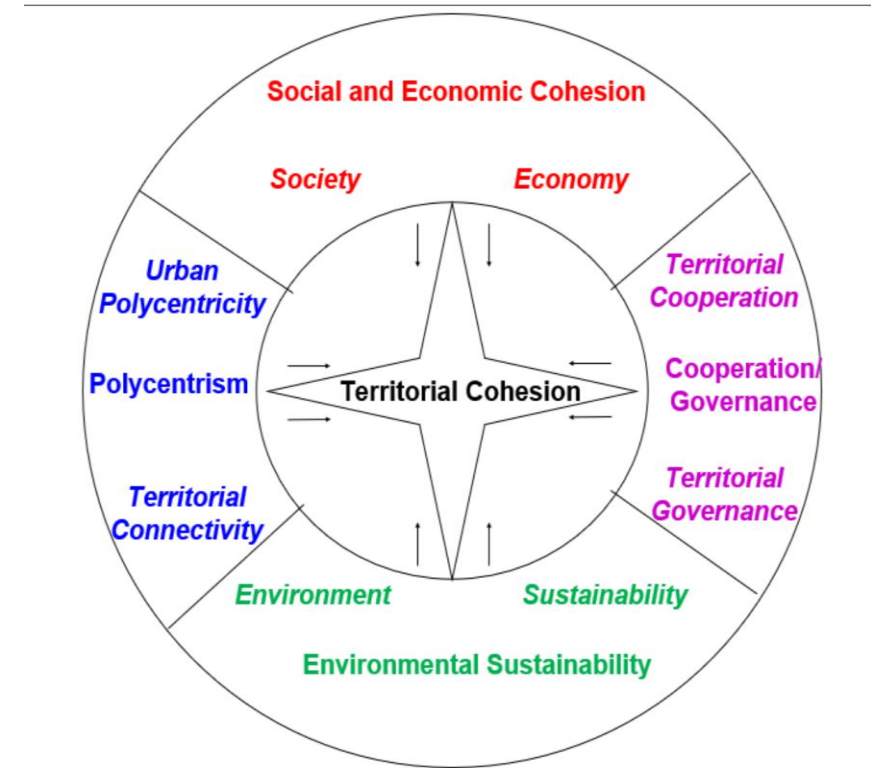 Social and Economic Cohesion
Society
Economy
Urban
Polycentricity
Polycentrism
Territorial
Connectivity
Territorial Cohesion
Territorial
Cooperation
Cooperation/
Governance
Territorial
Governance
Environment
Sustainability
Environmental Sustainability